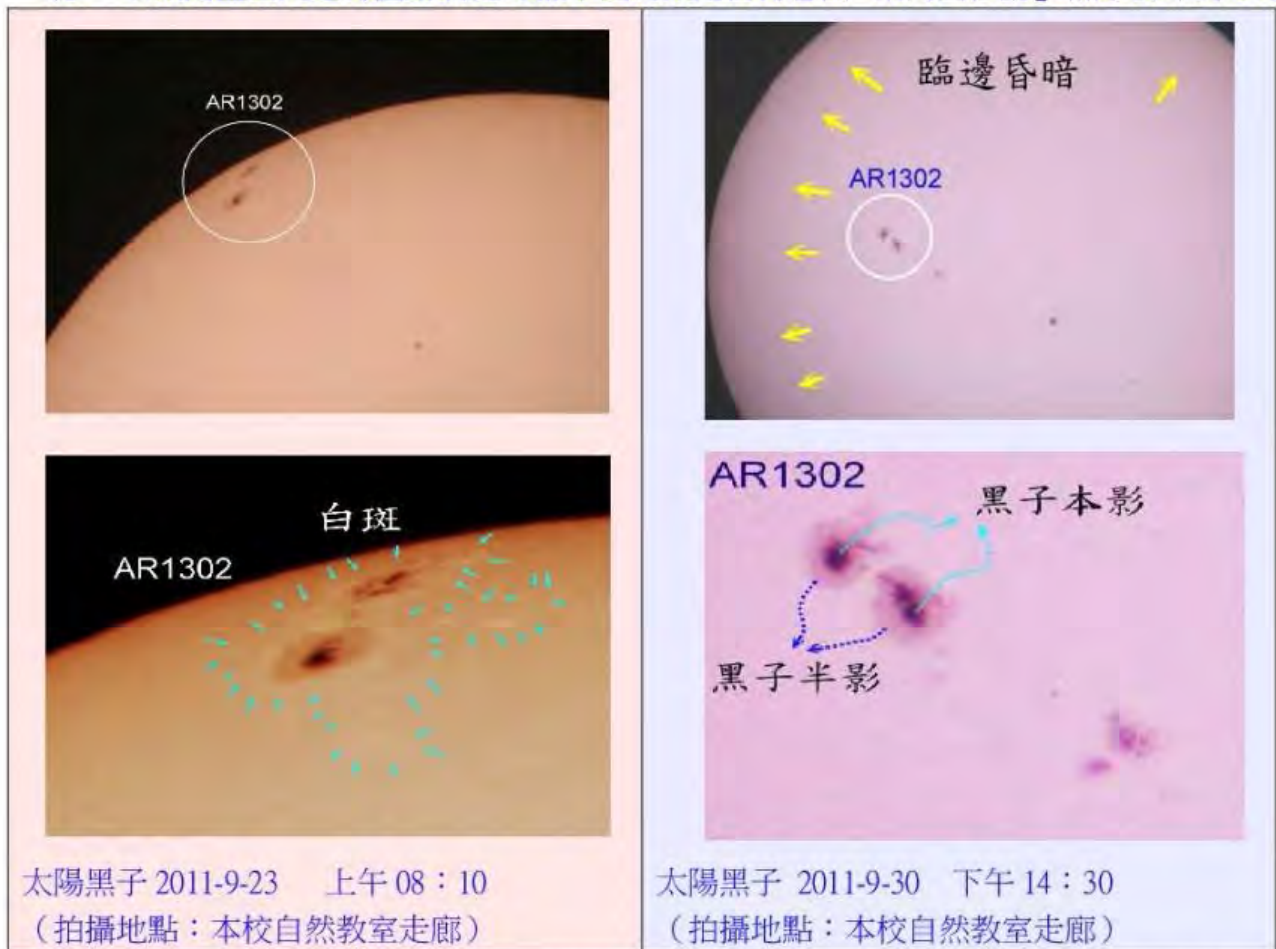 AR1302
臨邊昏暗
AR1302
白斑
AR1302
AR1302
黑子本影
黑子半影
太陽黑子 2011-9-23 上午 08：10
（拍攝地點：本校自然教室走廊）
太陽黑子 2011-9-30 下午 14：30
（拍攝地點：本校自然教室走廊）